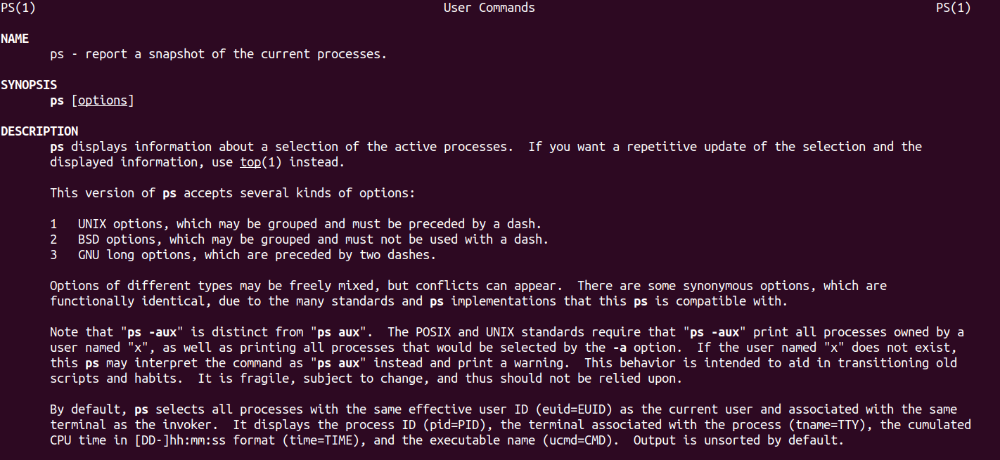 PS(1) User Commands PS(1)
NAME
ps - report a snapshot of the current processes.
SYNOPSIS
ps [options]
DESCRIPTION
ps displays information about a selection of the active processes.  If you want a repetitive update of the selection and the
displayed information, use top(1) instead.
This version of ps accepts several kinds of options:
1   UNIX options, which may be grouped and must be preceded by a dash.
2   BSD options, which may be grouped and must not be used with a dash.
3   GNU long options, which are preceded by two dashes.
Options of different types may be freely mixed, but conflicts can appear.  There are some synonymous options, which are
functionally identical, due to the many standards and ps implementations that this ps is compatible with.
Note that "ps -aux" is distinct from "ps aux".  The POSIX and UNIX standards require that "ps -aux" print all processes owned by a
user named "x", as well as printing all processes that would be selected by the -a option.  If the user named "x" does not exist,
this ps may interpret the command as "ps aux" instead and print a warning.  This behavior is intended to aid in transitioning old
scripts and habits.  It is fragile, subject to change, and thus should not be relied upon.
By default, ps selects all processes with the same effective user ID (euid=EUID) as the current user and associated with the same
terminal as the invoker.  It displays the process ID (pid=PID), the terminal associated with the process (tname=TTY), the cumulated
CPU time in [DD-]hh:mm:ss format (time=TIME), and the executable name (ucmd=CMD).  Output is unsorted by default.